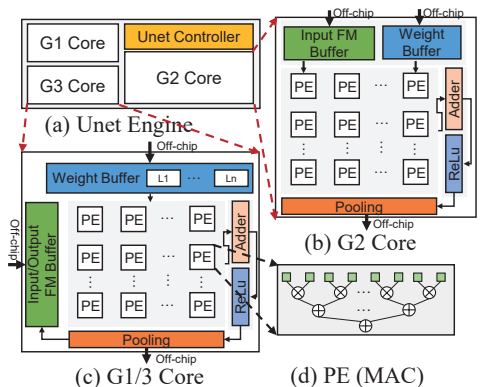 G1 Core
Unet Controller
G3 Core
G2 Core
(a) Unet Engine
Off-chip
Off-chip
Input FM
Buffer
Weight
Buffer
PE PE ··· PE
PE PE ··· PE
PE PE ··· PE
Adder
ReLu
Pooling
Off-chip
(b) G2 Core
Off-chip
Weight Buffer L1 ··· Ln
Off-chip
Input/Output
FM Buffer
PE PE ··· PE
PE PE ··· PE
PE PE ··· PE
Adder
ReLu
Pooling
Off-chip
(c) G1/3 Core
(d) PE (MAC)